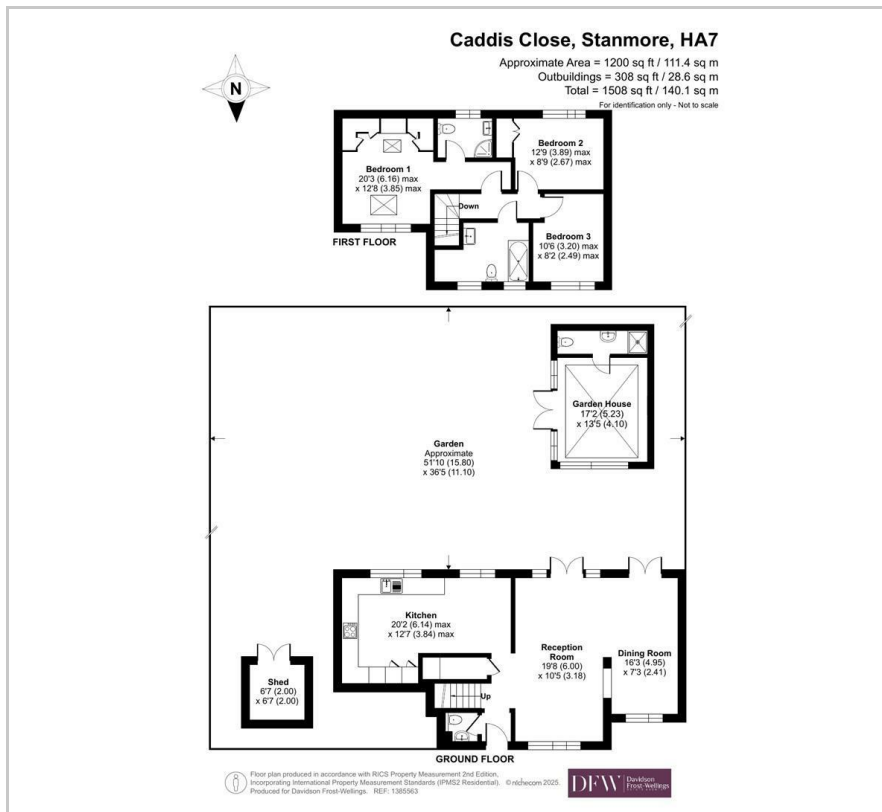 Caddis Close, Stanmore, HA7
Approximate Area = 1200 sq ft / 111.4 sq m
Outbuildings = 308 sq ft / 28.6 sq m
Total = 1508 sq ft / 140.1 sq m
For identification only - Not to scale
N
Bedroom 1
20'3 (6.16) max
x 12'8 (3.85) max
Bedroom 2
12'9 (3.89) max
x 8'9 (2.67) max
Down
Bedroom 3
10'6 (3.20) max
x 8'2 (2.49) max
FIRST FLOOR
Garden House
17'2 (5.23)
x 13'5 (4.10)
Garden
Approximate
51'10 (15.80)
x 36'5 (11.10)
Kitchen
20'2 (6.14) max
x 12'7 (3.84) max
Reception
Room
19'8 (6.00)
x 10'5 (3.18)
Dining Room
16'3 (4.95)
x 7'3 (2.41)
Shed
6'7 (2.00)
x 6'7 (2.00)
Up
GROUND FLOOR
Floor plan produced in accordance with RICS Property Measurement 2nd Edition,
Incorporating International Property Measurement Standards (IPMS2 Residential). © nichecom 2025.
Produced for Davidson Frost-Wellings. REF: 1385563
DFW Davidson
Frost-Wellings